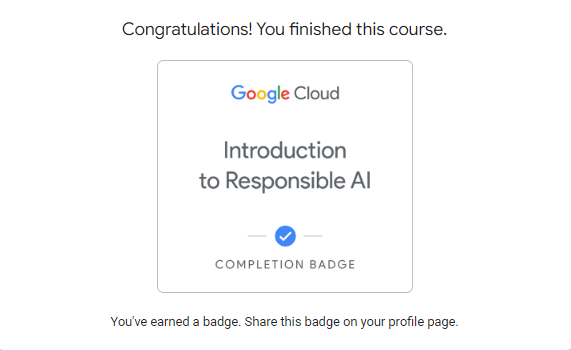 Congratulations! You finished this course.
Google Cloud
Introduction
to Responsible AI
COMPLETION BADGE
You've earned a badge. Share this badge on your profile page.